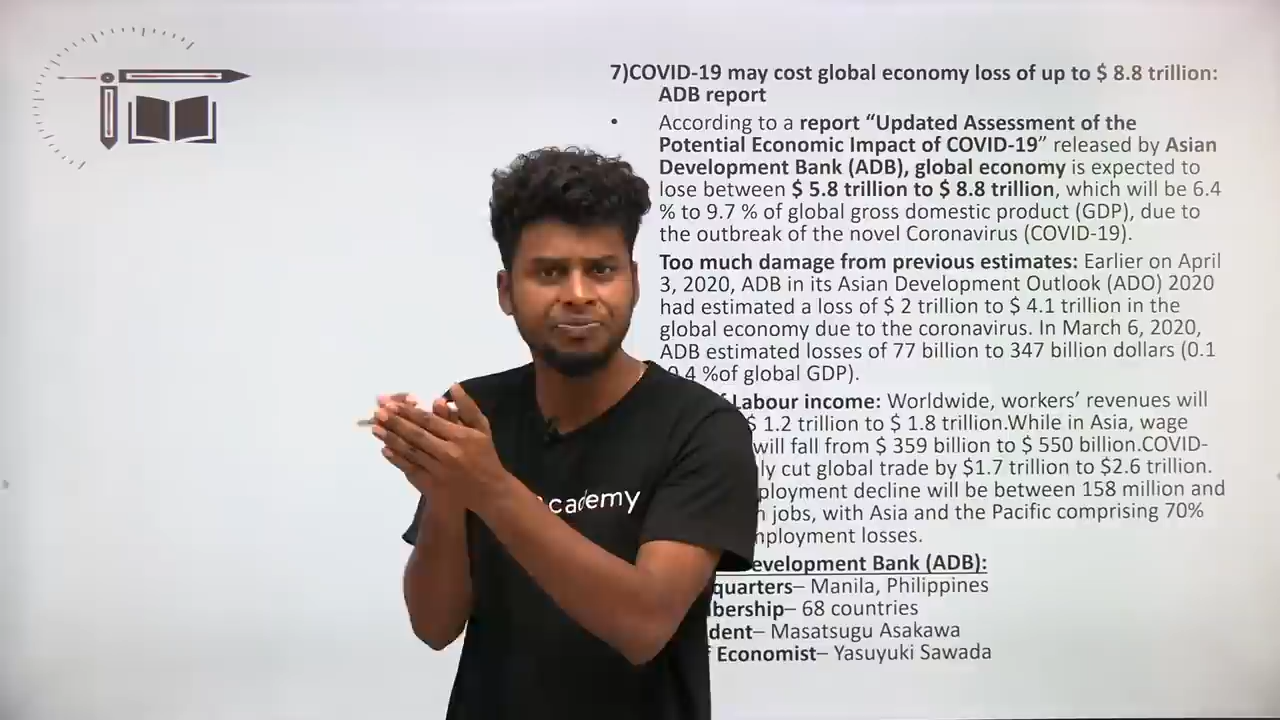 7)COVID-19 may cost global economy loss of up to $ 8.8 trillion:
ADB report
• According to a report “Updated Assessment of the
Potential Economic Impact of COVID-19” released by Asian
Development Bank (ADB), global economy is expected to
lose between $ 5.8 trillion to $ 8.8 trillion, which will be 6.4
% to 9.7 % of global gross domestic product (GDP), due to
the outbreak of the novel Coronavirus (COVID-19).
Too much damage from previous estimates: Earlier on April
3, 2020, ADB in its Asian Development Outlook (ADO) 2020
had estimated a loss of $ 2 trillion to $ 4.1 trillion in the
global economy due to the coronavirus. In March 6, 2020,
ADB estimated losses of 77 billion to 347 billion dollars (0.1
0.4 %of global GDP).
Labour income: Worldwide, workers’ revenues will
$ 1.2 trillion to $ 1.8 trillion.While in Asia, wage
will fall from $ 359 billion to $ 550 billion.COVID-
ly cut global trade by $1.7 trillion to $2.6 trillion.
ployment decline will be between 158 million and
jobs, with Asia and the Pacific comprising 70%
mployment losses.
evelopment Bank (ADB):
quarters– Manila, Philippines
bership– 68 countries
dent– Masatsugu Asakawa
Economist– Yasuyuki Sawada
cademy